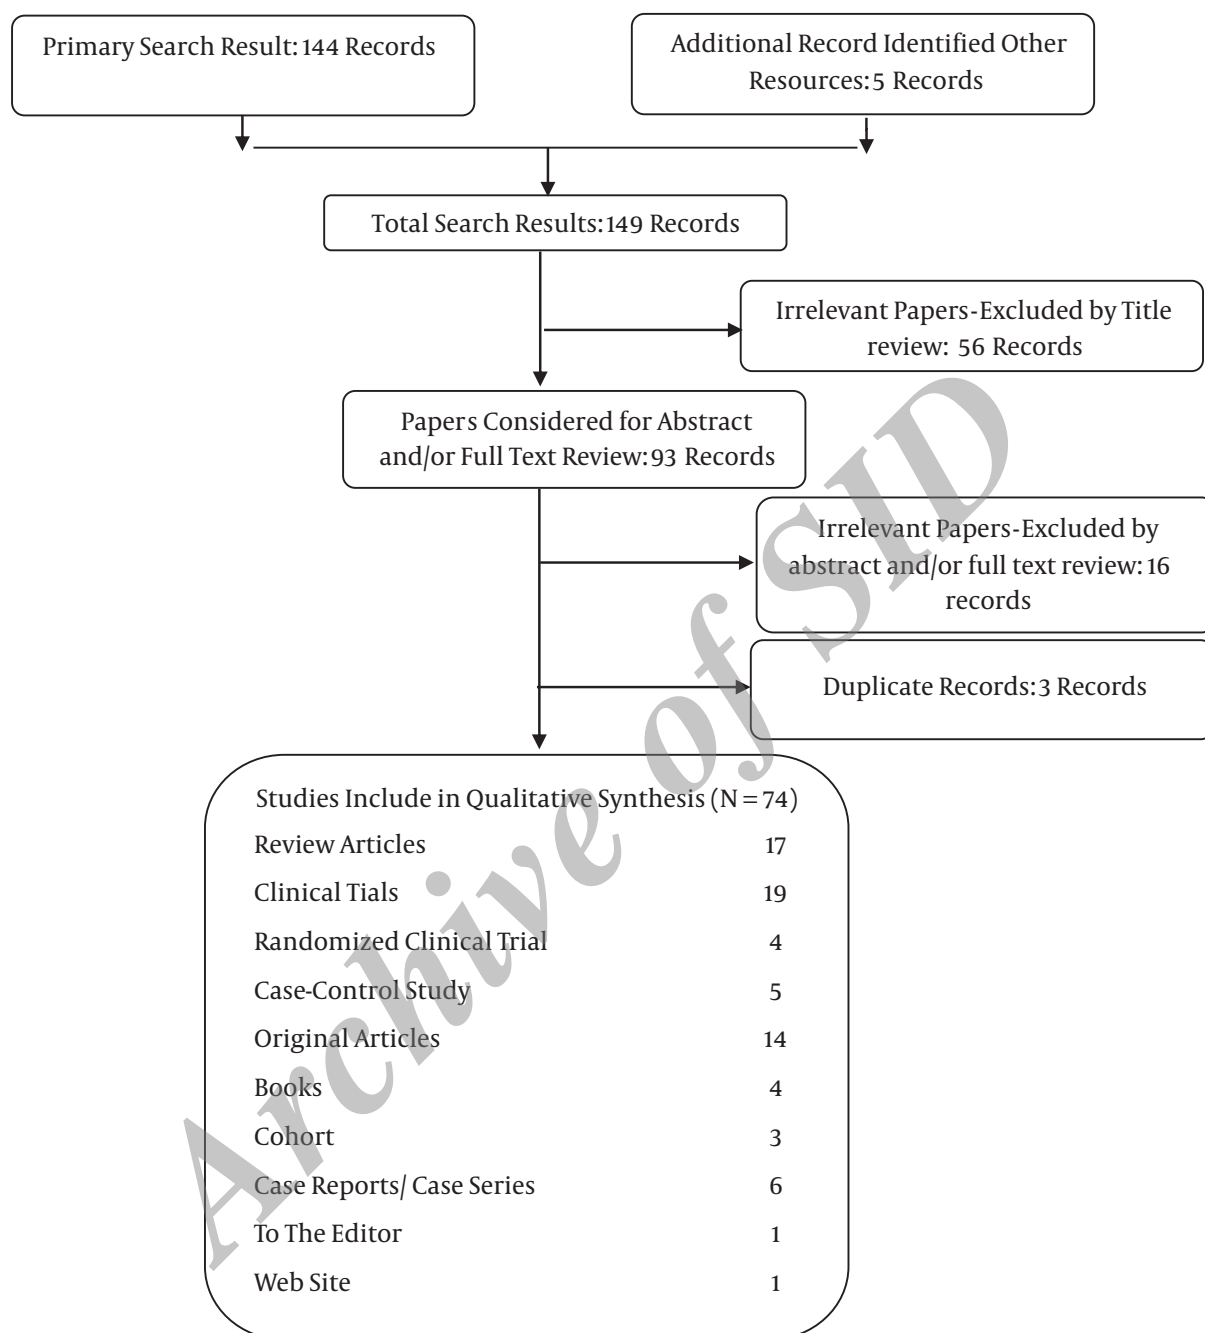 Primary Search Result: 144 Records
Additional Record Identified Other
Resources: 5 Records
Total Search Results: 149 Records
Irrelevant Papers-Excluded by Title
review: 56 Records
Papers Considered for Abstract
and/or Full Text Review: 93 Records
Irrelevant Papers-Excluded by
abstract and/or full text review: 16
records
Duplicate Records: 3 Records
Studies Include in Qualitative Synthesis (N = 74)
Review Articles 17
Clinical Tials 19
Randomized Clinical Trial 4
Case-Control Study 5
Original Articles 14
Books 4
Cohort 3
Case Reports/ Case Series 6
To The Editor 1
Web Site 1
Archive of SID